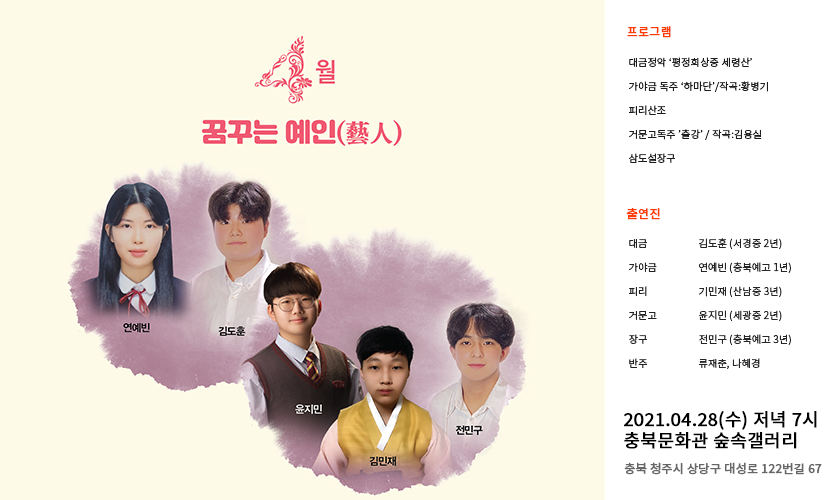 4월
꿈꾸는 예인(藝人)
연예빈
김도훈
윤지민
김민재
전민구
프로그램
대금정악 ‘평정회상중 세령산’
가야금 독주 ‘하마단’/작곡:황병기
피리산조
거문고독주 ’출강’ / 작곡:김용실
삼도설장구
출연진
대금 김도훈 (서경중 2년)
가야금 연예빈 (충북예고 1년)
피리 기민재 (산남중 3년)
거문고 윤지민 (세광중 2년)
장구 전민구 (충북예고 3년)
반주 류재춘, 나혜경
2021.04.28(수) 저녁 7시
충북문화관 숲속갤러리
충북 청주시 상당구 대성로 122번길 67